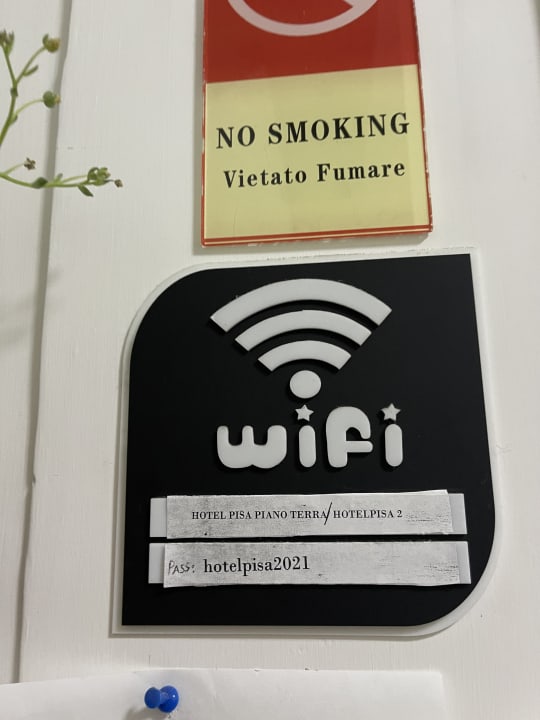 NO SMOKING
Vietato Fumare
wifi
HOTEL PISA PIANO TERRA/HOTELPISA 2
PASS: hotelpisa2021